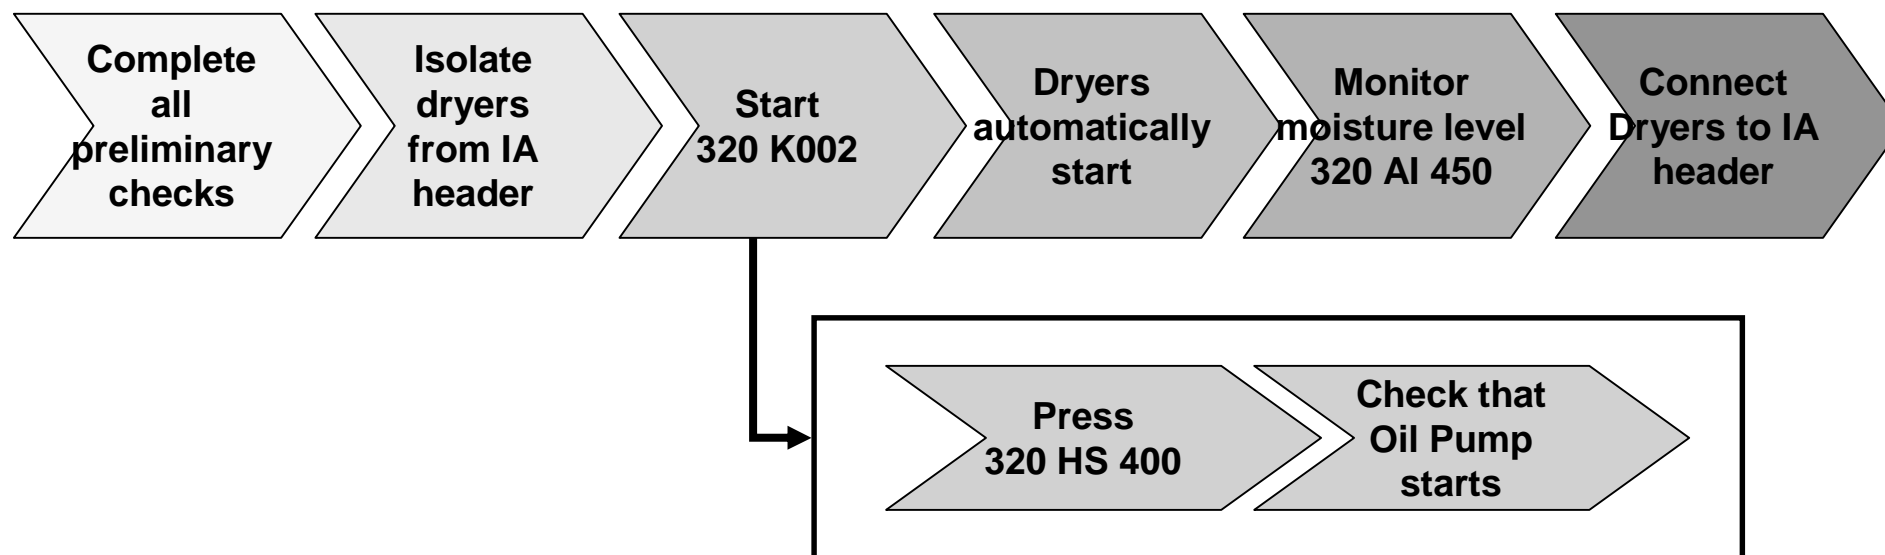 Complete
all
preliminary
checks
Isolate
dryers
from IA
header
Start
320 K002
Dryers
automatically
start
Monitor
moisture level
320 AI 450
Connect
Dryers to IA
header
Press
320 HS 400
Check that
Oil Pump
starts